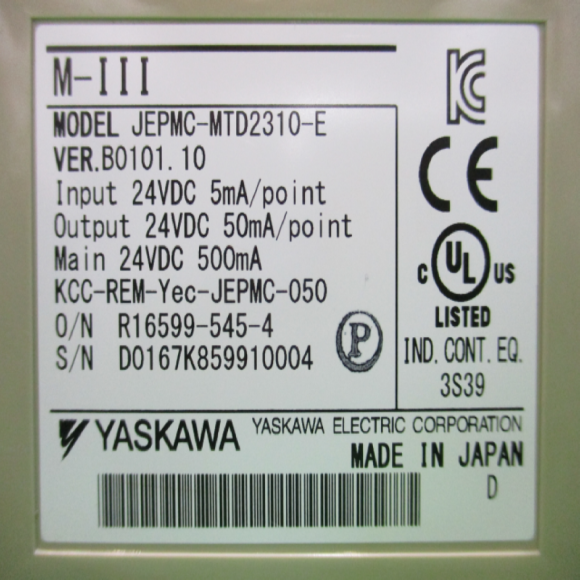 M-III
MODEL JEPMC-MTD2310-E
VER.B0101.10
Input 24VDC 5mA/point
Output 24VDC 50mA/point
Main 24VDC 500mA
KCC-REM-Yec-JEPMC-050
O/N R16599-545-4
S/N D0167K859910004
P
KC
CE
C UL US
LISTED
IND. CONT. EQ.
3S39
YASKAWA YASKAWA ELECTRIC CORPORATION
MADE IN JAPAN
D